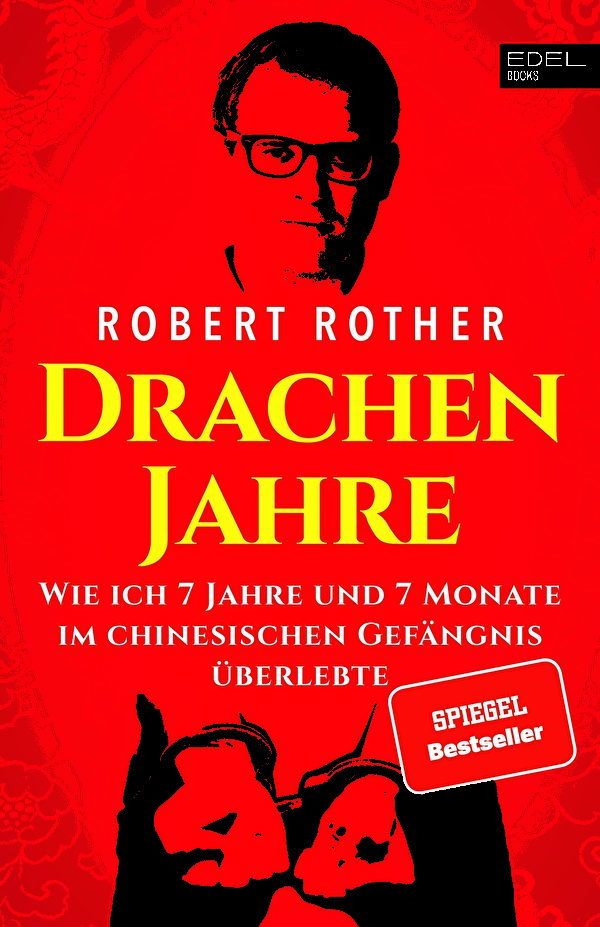 EDEL
BOOKS
ROBERT ROTHER
DRACHEN
JAHRE
WIE ICH 7 JAHRE UND 7 MONATE
IM CHINESISCHEN GEFÄNGNIS
ÜBERLEBTE
SPIEGEL
Bestseller